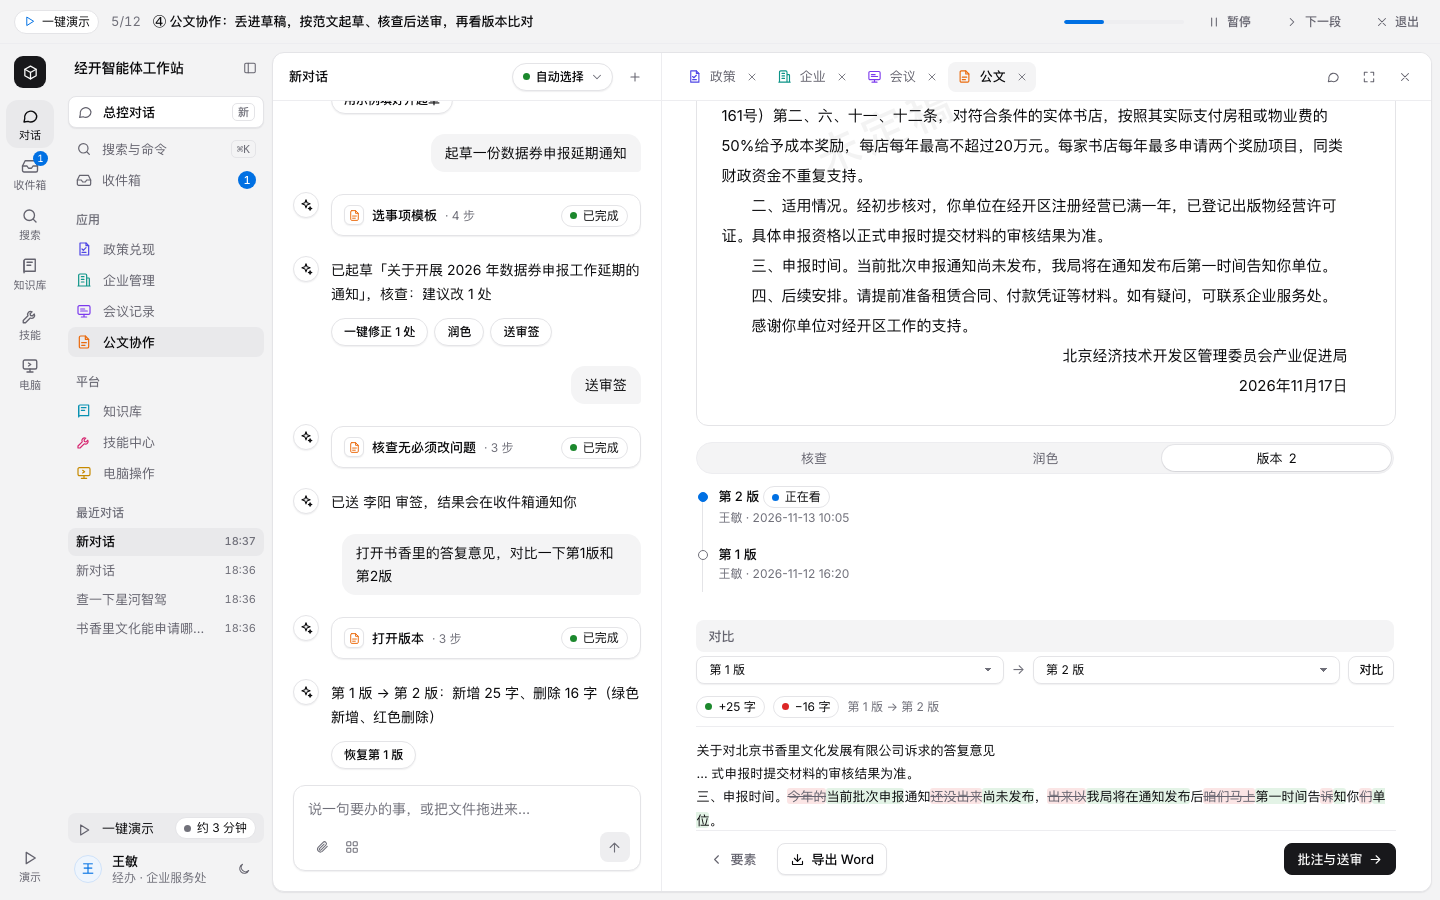 一键演示
5/12
④ 公文协作：丢进草稿，按范文起草、核查后送审，再看版本比对
暂停
下一段
退出
对话
1
收件箱
搜索
知识库
技能
电脑
演示
经开智能体工作站
总控对话
新
搜索与命令
⌘K
收件箱
1
应用
政策兑现
企业管理
会议记录
公文协作
平台
知识库
技能中心
电脑操作
最近对话
新对话 18:37
新对话 18:36
查一下星河智驾 18:36
书香里文化能申请哪... 18:36
一键演示
约 3 分钟
王
王敏
经办 · 企业服务处
新对话
自动选择
起草一份数据券申报延期通知
选事项模板 · 4 步
已完成
已起草「关于开展 2026 年数据券申报工作延期的
通知」，核查：建议改 1 处
一键修正 1 处
润色
送审签
送审签
核查无必须改问题 · 3 步
已完成
已送 李阳 审签，结果会在收件箱通知你
打开书香里的答复意见，对比一下第1版和
第2版
打开版本 · 3 步
已完成
第 1 版 → 第 2 版：新增 25 字、删除 16 字（绿色
新增、红色删除）
恢复第 1 版
说一句要办的事，或把文件拖进来...
政策
企业
会议
公文
161号）第二、六、十一、十二条，对符合条件的实体书店，按照其实际支付房租或物业费的
50%给予成本奖励，每店每年最高不超过20万元。每家书店每年最多申请两个奖励项目，同类
财政资金不重复支持。
二、适用情况。经初步核对，你单位在经开区注册经营已满一年，已登记出版物经营许可
证。具体申报资格以正式申报时提交材料的审核结果为准。
三、申报时间。当前批次申报通知尚未发布，我局将在通知发布后第一时间告知你单位。
四、后续安排。请提前准备租赁合同、付款凭证等材料。如有疑问，可联系企业服务处。
感谢你单位对经开区工作的支持。
北京经济技术开发区管理委员会产业促进局
2026年11月17日
核查
润色
版本 2
第 2 版
正在看
王敏 · 2026-11-13 10:05
第 1 版
王敏 · 2026-11-12 16:20
对比
第 1 版
→
第 2 版
对比
+25 字
−16 字
第 1 版 → 第 2 版
关于对北京书香里文化发展有限公司诉求的答复意见
... 式申报时提交材料的审核结果为准。
三、申报时间。今年的当前批次申报通知还没出来尚未发布，出来以我局将在通知发布后咱们马上第一时间告诉知你们单
位。
要素
导出 Word
批注与送审 →